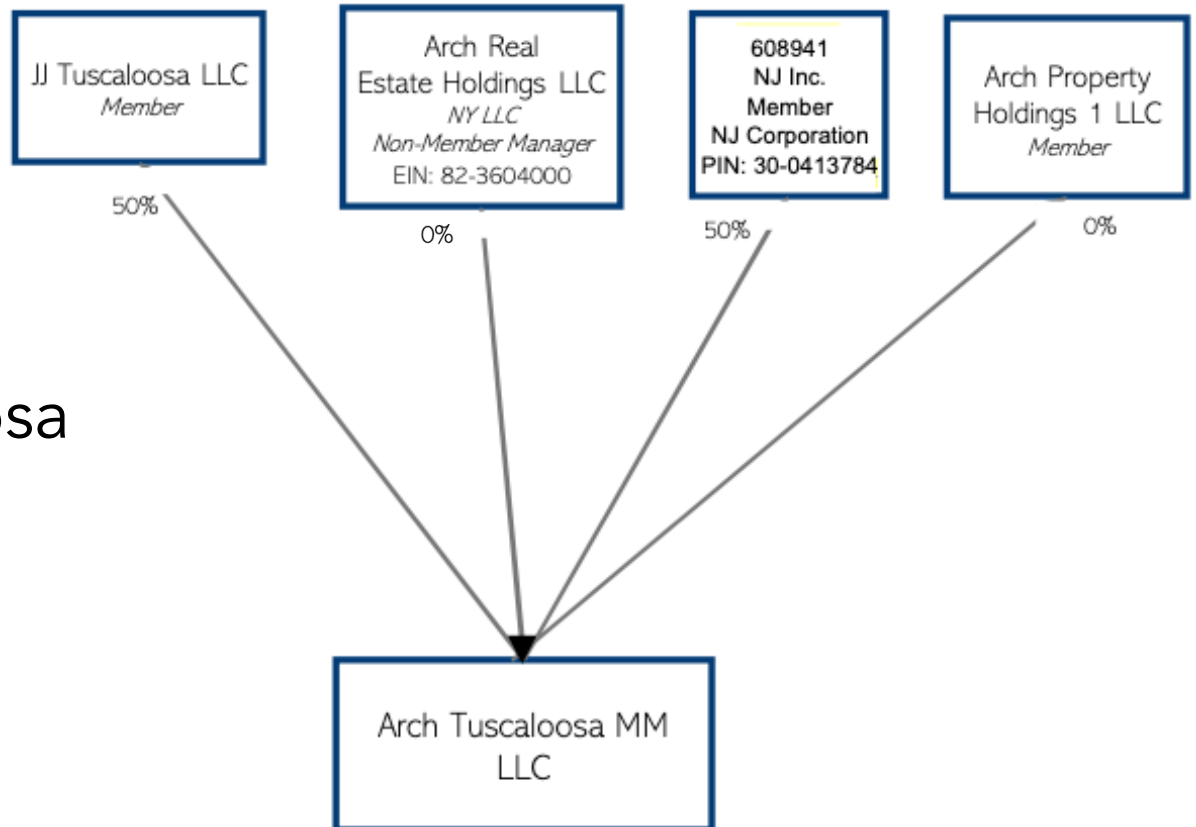 JJ Tuscaloosa LLC
Member
50%
Arch Real
Estate Holdings LLC
NY LLC
Non-Member Manager
EIN: 82-3604000
0%
608941
NJ Inc.
Member
NJ Corporation
PIN: 30-0413784
50%
Arch Property
Holdings 1 LLC
Member
0%
osa
Arch Tuscaloosa MM
LLC